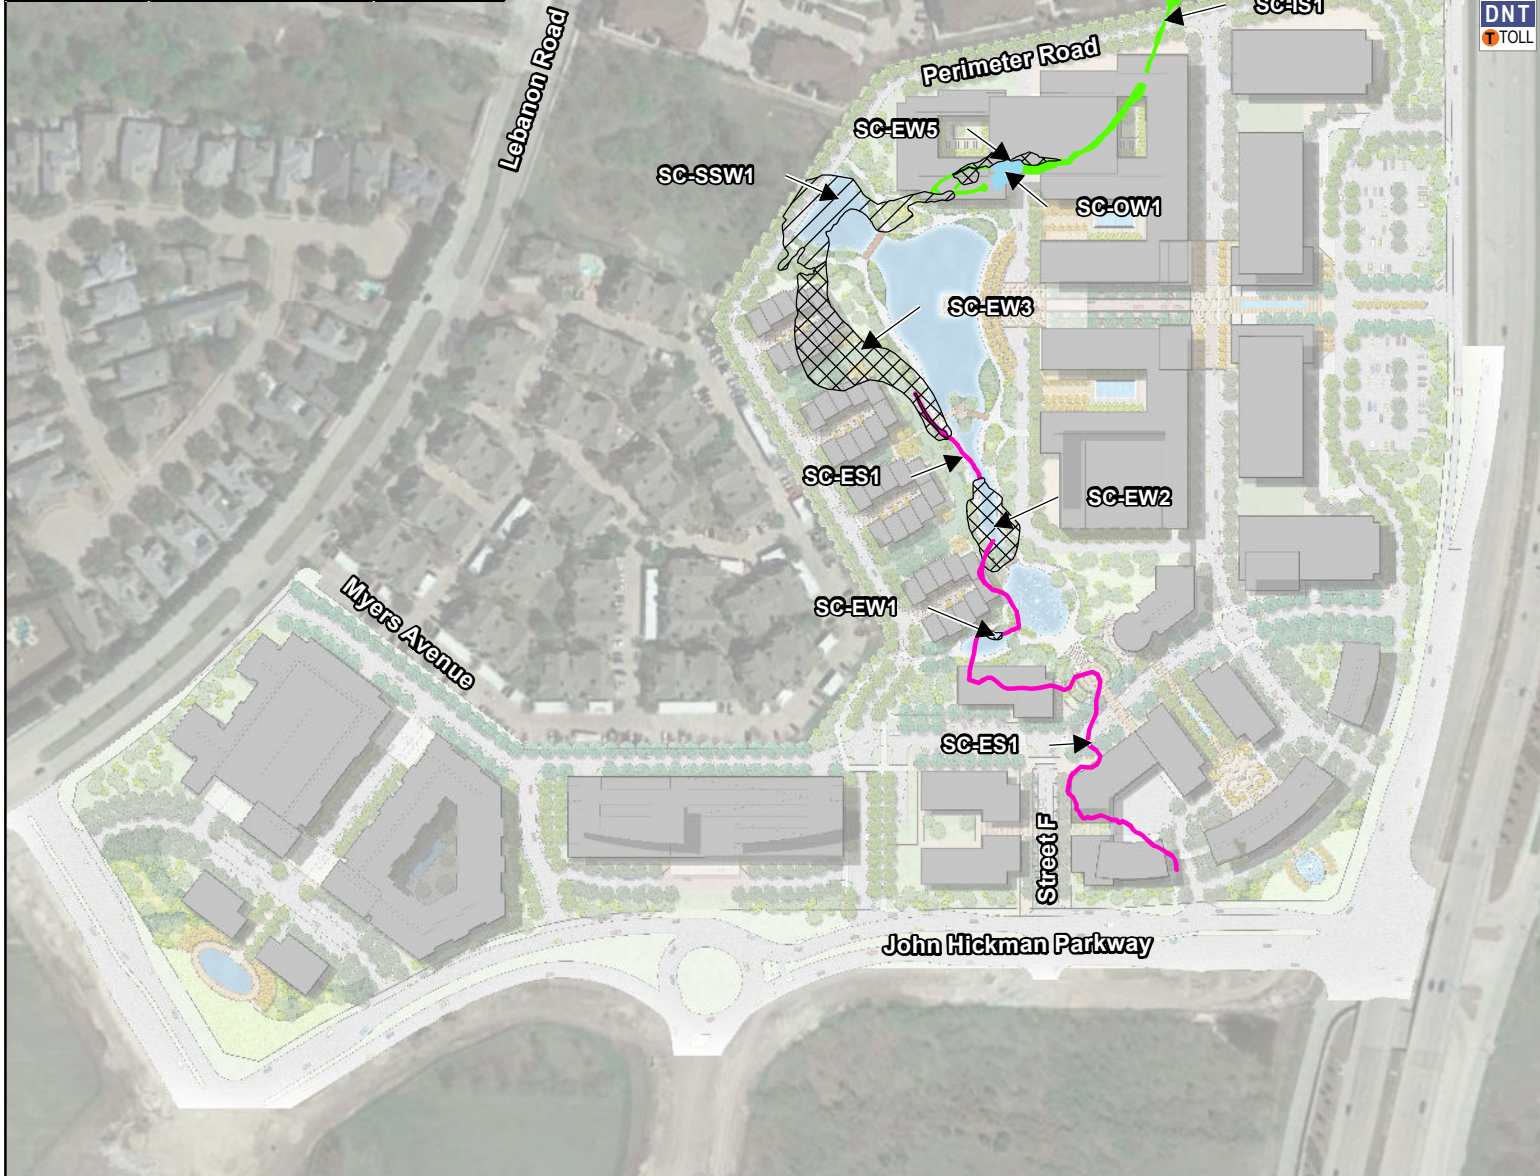 SC-IS1
DNT
T TOLL
Lebanon Road
Perimeter Road
SC-EW5
SC-SSW1
SC-OW1
SC-EW3
SC-ES1
SC-EW2
SC-EW1
Myers Avenue
SC-ES1
Street F
John Hickman Parkway